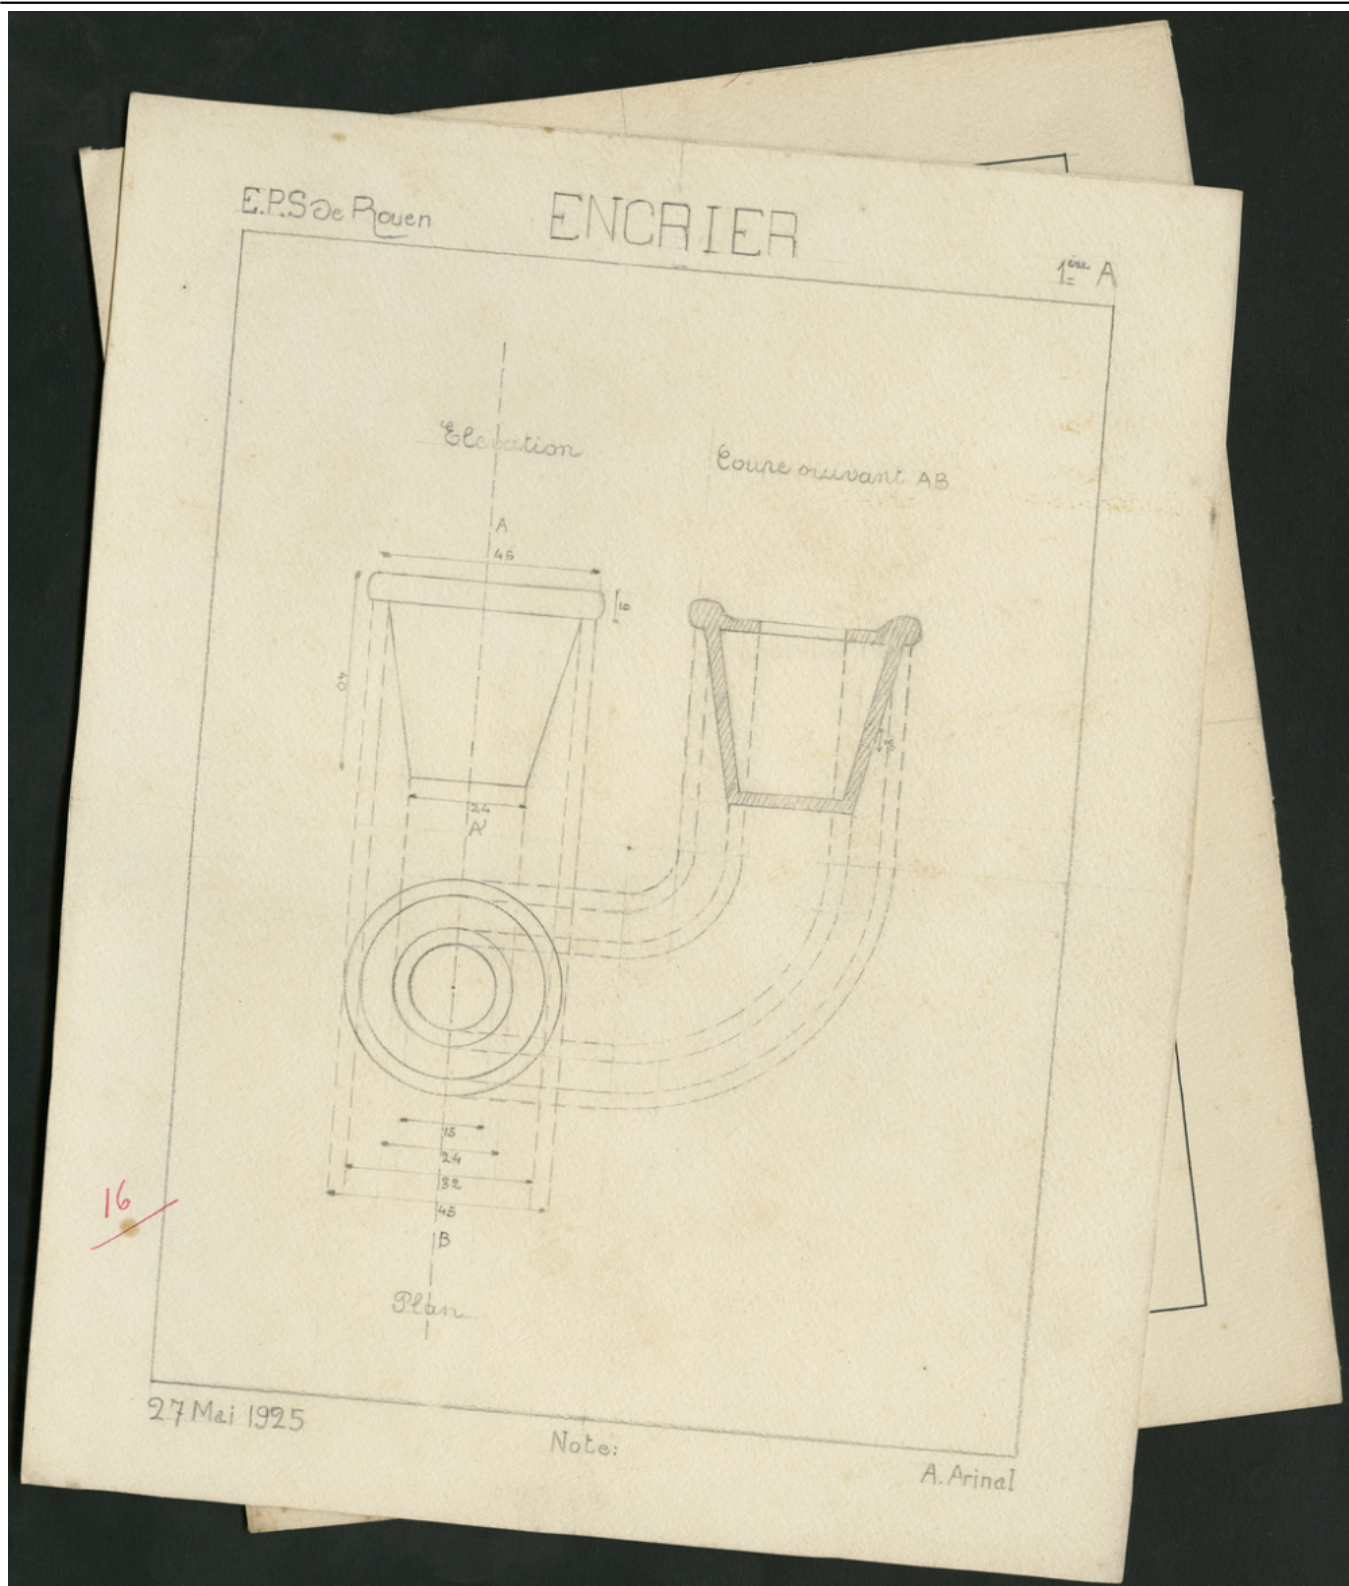 E.P.S de Rouen
ENCRIER
1ère A
Elevation
Coupe suivant AB
A
45
10
40
24
A'
15
24
32
45
B
16
Plan
27 Mai 1925
Note:
A. Arinal